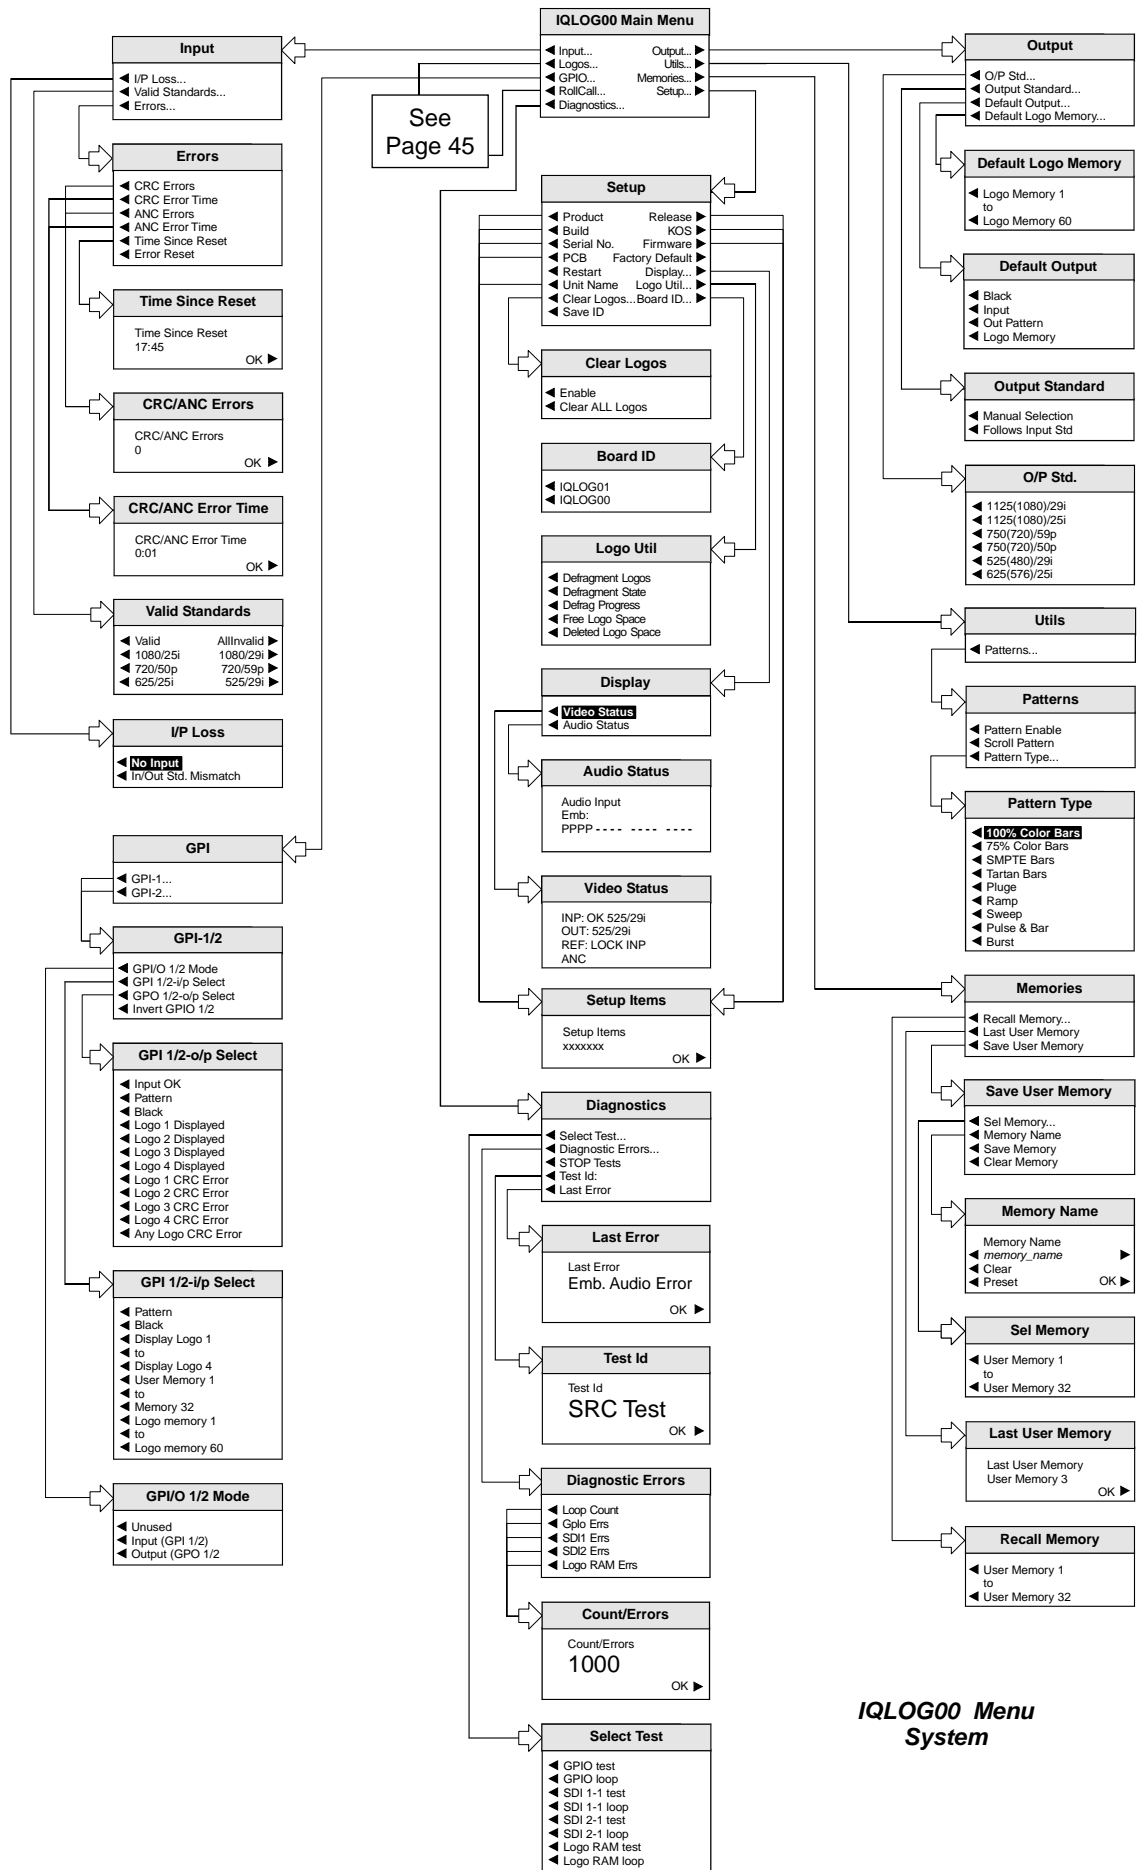 IQLOG00 Main Menu
Input... Output...
Logos... Utils...
GPIO... Memories...
RollCall... Setup...
Diagnostics...
See
Page 45
Input
I/P Loss...
Valid Standards...
Errors...
Errors
CRC Errors
CRC Error Time
ANC Errors
ANC Error Time
Time Since Reset
Error Reset
Time Since Reset
Time Since Reset
17:45
OK
CRC/ANC Errors
CRC/ANC Errors
0
OK
CRC/ANC Error Time
CRC/ANC Error Time
0:01
OK
Valid Standards
Valid AllInvalid
1080/25i 1080/29i
720/50p 720/59p
625/25i 525/29i
I/P Loss
No Input
In/Out Std. Mismatch
GPI
GPI-1...
GPI-2...
GPI-1/2
GPI/O 1/2 Mode
GPI 1/2-i/p Select
GPO 1/2-o/p Select
Invert GPIO 1/2
GPI 1/2-o/p Select
Input OK
Pattern
Black
Logo 1 Displayed
Logo 2 Displayed
Logo 3 Displayed
Logo 4 Displayed
Logo 1 CRC Error
Logo 2 CRC Error
Logo 3 CRC Error
Logo 4 CRC Error
Any Logo CRC Error
GPI 1/2-i/p Select
Pattern
Black
Display Logo 1
to
Display Logo 4
User Memory 1
to
Memory 32
Logo memory 1
to
Logo memory 60
GPI/O 1/2 Mode
Unused
Input (GPI 1/2)
Output (GPO 1/2
Setup
Product Release
Build KOS
Serial No. Firmware
PCB Factory Default
Restart Display...
Unit Name Logo Util...
Clear Logos... Board ID...
Save ID
Clear Logos
Enable
Clear ALL Logos
Board ID
IQLOG01
IQLOG00
Logo Util
Defragment Logos
Defragment State
Defrag Progress
Free Logo Space
Deleted Logo Space
Display
Video Status
Audio Status
Audio Status
Audio Input
Emb:
PPPP - - - - - - - - - - - -
Video Status
INP: OK 525/29i
OUT: 525/29i
REF: LOCK INP
ANC
Setup Items
Setup Items
xxxxxxx
OK
Diagnostics
Select Test...
Diagnostic Errors...
STOP Tests
Test Id:
Last Error
Last Error
Last Error
Emb. Audio Error
OK
Test Id
Test Id
SRC Test
OK
Diagnostic Errors
Loop Count
GpIo Errs
SDI1 Errs
SDI2 Errs
Logo RAM Errs
Count/Errors
Count/Errors
1000
OK
Select Test
GPIO test
GPIO loop
SDI 1-1 test
SDI 1-1 loop
SDI 2-1 test
SDI 2-1 loop
Logo RAM test
Logo RAM loop
Output
O/P Std...
Output Standard...
Default Output...
Default Logo Memory...
Default Logo Memory
Logo Memory 1
to
Logo Memory 60
Default Output
Black
Input
Out Pattern
Logo Memory
Output Standard
Manual Selection
Follows Input Std
O/P Std.
1125(1080)/29i
1125(1080)/25i
750(720)/59p
750(720)/50p
525(480)/29i
625(576)/25i
Utils
Patterns...
Patterns
Pattern Enable
Scroll Pattern
Pattern Type...
Pattern Type
100% Color Bars
75% Color Bars
SMPTE Bars
Tartan Bars
Pluge
Ramp
Sweep
Pulse & Bar
Burst
Memories
Recall Memory...
Last User Memory
Save User Memory
Save User Memory
Sel Memory...
Memory Name
Save Memory
Clear Memory
Memory Name
Memory Name
memory_name
Clear
Preset OK
Sel Memory
User Memory 1
to
User Memory 32
Last User Memory
Last User Memory
User Memory 3
OK
Recall Memory
User Memory 1
to
User Memory 32
IQLOG00 Menu
System